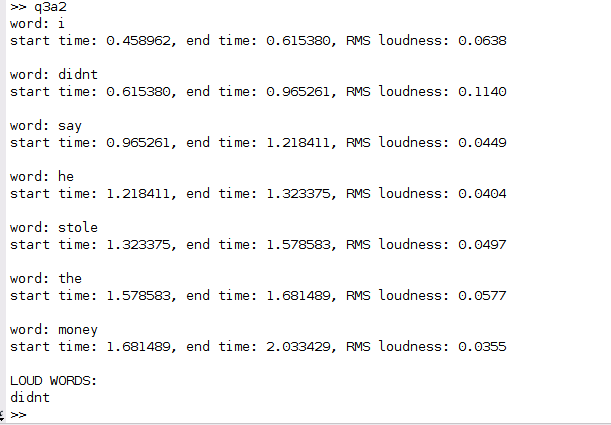 >> q3a2
word: i
start time: 0.458962, end time: 0.615380, RMS loudness: 0.0638
word: didnt
start time: 0.615380, end time: 0.965261, RMS loudness: 0.1140
word: say
start time: 0.965261, end time: 1.218411, RMS loudness: 0.0449
word: he
start time: 1.218411, end time: 1.323375, RMS loudness: 0.0404
word: stole
start time: 1.323375, end time: 1.578583, RMS loudness: 0.0497
word: the
start time: 1.578583, end time: 1.681489, RMS loudness: 0.0577
word: money
start time: 1.681489, end time: 2.033429, RMS loudness: 0.0355
LOUD WORDS:
didnt
>>